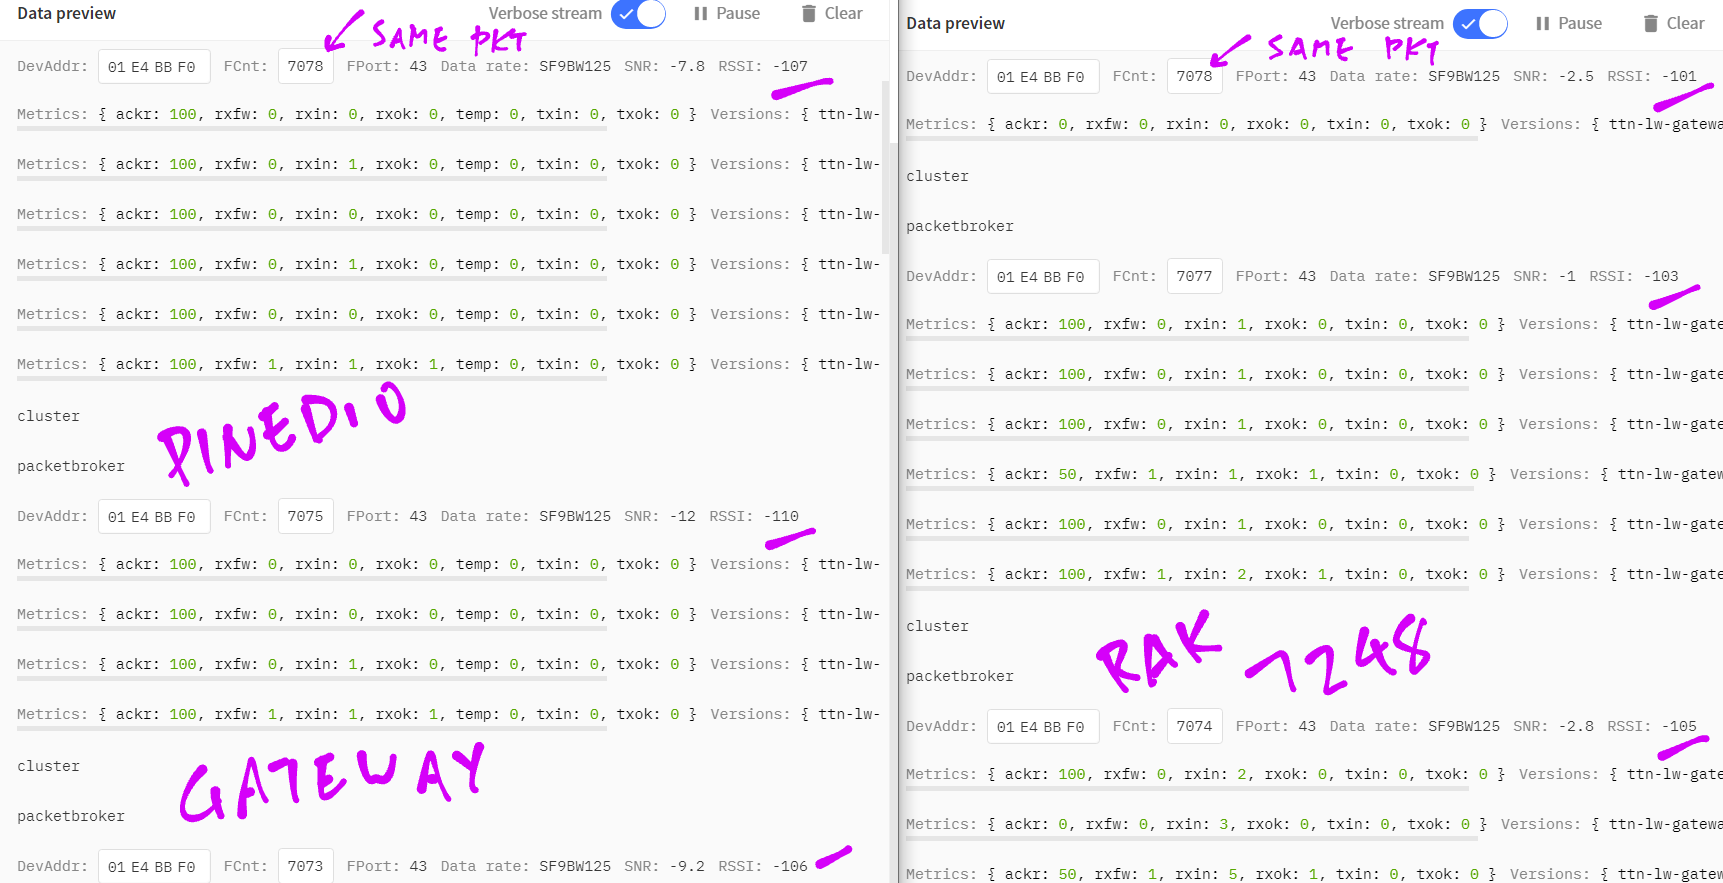 Data preview
Verbose stream Pause Clear
SAME PKT
DevAddr: 01 E4 BB F0 FCnt: 7078 FPort: 43 Data rate: SF9BW125 SNR: -7.8 RSSI: -107
Metrics: { ackr: 100, rxfw: 0, rxin: 0, rxok: 0, temp: 0, txin: 0, txok: 0 } Versions: { ttn-lw-
Metrics: { ackr: 100, rxfw: 0, rxin: 1, rxok: 0, temp: 0, txin: 0, txok: 0 } Versions: { ttn-lw-
Metrics: { ackr: 100, rxfw: 0, rxin: 0, rxok: 0, temp: 0, txin: 0, txok: 0 } Versions: { ttn-lw-
Metrics: { ackr: 100, rxfw: 0, rxin: 1, rxok: 0, temp: 0, txin: 0, txok: 0 } Versions: { ttn-lw-
Metrics: { ackr: 100, rxfw: 0, rxin: 0, rxok: 0, temp: 0, txin: 0, txok: 0 } Versions: { ttn-lw-
Metrics: { ackr: 100, rxfw: 1, rxin: 1, rxok: 1, temp: 0, txin: 0, txok: 0 } Versions: { ttn-lw-
cluster
PINEDIO
packetbroker
DevAddr: 01 E4 BB F0 FCnt: 7075 FPort: 43 Data rate: SF9BW125 SNR: -12 RSSI: -110
Metrics: { ackr: 100, rxfw: 0, rxin: 0, rxok: 0, temp: 0, txin: 0, txok: 0 } Versions: { ttn-lw-
Metrics: { ackr: 100, rxfw: 0, rxin: 0, rxok: 0, temp: 0, txin: 0, txok: 0 } Versions: { ttn-lw-
Metrics: { ackr: 100, rxfw: 0, rxin: 1, rxok: 0, temp: 0, txin: 0, txok: 0 } Versions: { ttn-lw-
Metrics: { ackr: 100, rxfw: 1, rxin: 1, rxok: 1, temp: 0, txin: 0, txok: 0 } Versions: { ttn-lw-
cluster
GATEWAY
packetbroker
DevAddr: 01 E4 BB F0 FCnt: 7073 FPort: 43 Data rate: SF9BW125 SNR: -9.2 RSSI: -106
Data preview
Verbose stream Pause Clear
SAME PKT
DevAddr: 01 E4 BB F0 FCnt: 7078 FPort: 43 Data rate: SF9BW125 SNR: -2.5 RSSI: -101
Metrics: { ackr: 0, rxfw: 0, rxin: 0, rxok: 0, txin: 0, txok: 0 } Versions: { ttn-lw-gatewa
cluster
packetbroker
DevAddr: 01 E4 BB F0 FCnt: 7077 FPort: 43 Data rate: SF9BW125 SNR: -1 RSSI: -103
Metrics: { ackr: 100, rxfw: 0, rxin: 1, rxok: 0, txin: 0, txok: 0 } Versions: { ttn-lw-gate
Metrics: { ackr: 100, rxfw: 0, rxin: 1, rxok: 0, txin: 0, txok: 0 } Versions: { ttn-lw-gate
Metrics: { ackr: 100, rxfw: 0, rxin: 1, rxok: 0, txin: 0, txok: 0 } Versions: { ttn-lw-gate
Metrics: { ackr: 50, rxfw: 1, rxin: 1, rxok: 1, txin: 0, txok: 0 } Versions: { ttn-lw-gatew
Metrics: { ackr: 100, rxfw: 0, rxin: 1, rxok: 0, txin: 0, txok: 0 } Versions: { ttn-lw-gate
Metrics: { ackr: 100, rxfw: 1, rxin: 2, rxok: 1, txin: 0, txok: 0 } Versions: { ttn-lw-gate
cluster
RAK 7248
packetbroker
DevAddr: 01 E4 BB F0 FCnt: 7074 FPort: 43 Data rate: SF9BW125 SNR: -2.8 RSSI: -105
Metrics: { ackr: 100, rxfw: 0, rxin: 2, rxok: 0, txin: 0, txok: 0 } Versions: { ttn-lw-gate
Metrics: { ackr: 0, rxfw: 0, rxin: 3, rxok: 0, txin: 0, txok: 0 } Versions: { ttn-lw-gatewa
Metrics: { ackr: 50, rxfw: 1, rxin: 5, rxok: 1, txin: 0, txok: 0 } Versions: { ttn-lw-gatew